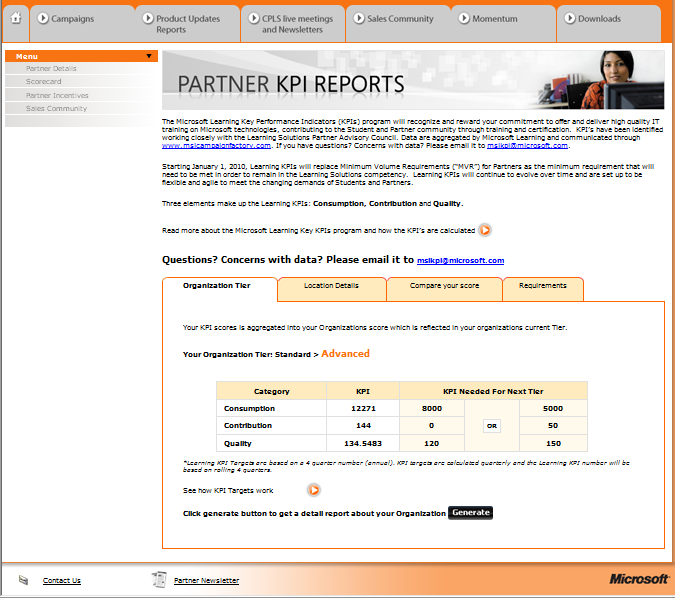 Campaigns
Product Updates
Reports
CPLS live meetings
and Newsletters
Sales Community
Momentum
Downloads
Menu
Partner Details
Scorecard
Partner Incentives
Sales Community
PARTNER KPI REPORTS
The Microsoft Learning Key Performance Indicators (KPIs) program will recognize and reward your commitment to offer and deliver high quality IT
training on Microsoft technologies, contributing to the Student and Partner community through training and certification. KPI's have been identified
working closely with the Learning Solutions Partner Advisory Council. Data are aggregated by Microsoft Learning and communicated through
www.mslcampaignfactory.com. If you have questions? Concerns with data? Please email it to mslkpi@microsoft.com.
Starting January 1, 2010, Learning KPIs will replace Minimum Volume Requirements ("MVR") for Partners as the minimum requirement that will
need to be met in order to remain in the Learning Solutions competency. Learning KPIs will continue to evolve over time and are set up to be
flexible and agile to meet the changing demands of Students and Partners.
Three elements make up the Learning KPIs: Consumption, Contribution and Quality.
Read more about the Microsoft Learning Key KPIs program and how the KPI's are calculated
Questions? Concerns with data? Please email it to mslkpi@microsoft.com
Organization Tier
Location Details
Compare your score
Requirements
Your KPI scores is aggregated into your Organizations score which is reflected in your organizations current Tier.
Your Organization Tier: Standard > Advanced
Category KPI KPI Needed For Next Tier
Consumption 12271 8000 5000
Contribution 144 0 OR 50
Quality 134.5483 120 150
*Learning KPI Targets are based on a 4 quarter number (annual). KPI targets are calculated quarterly and the Learning KPI number will be
based on rolling 4 quarters.
See how KPI Targets work
Click generate button to get a detail report about your Organization Generate
Contact Us
Partner Newsletter
Microsoft